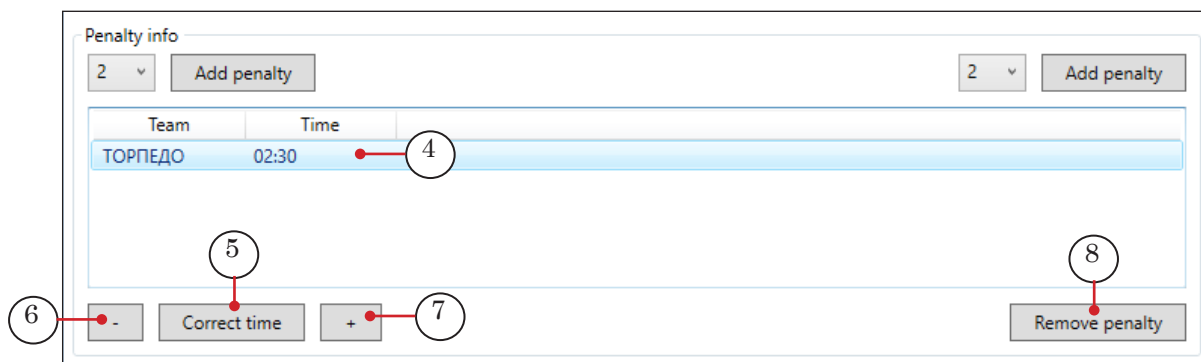 Penalty info
2 Add penalty 2 Add penalty
Team Time
ТОРПЕДО 02:30 4
5 8
6 - Correct time + 7 Remove penalty